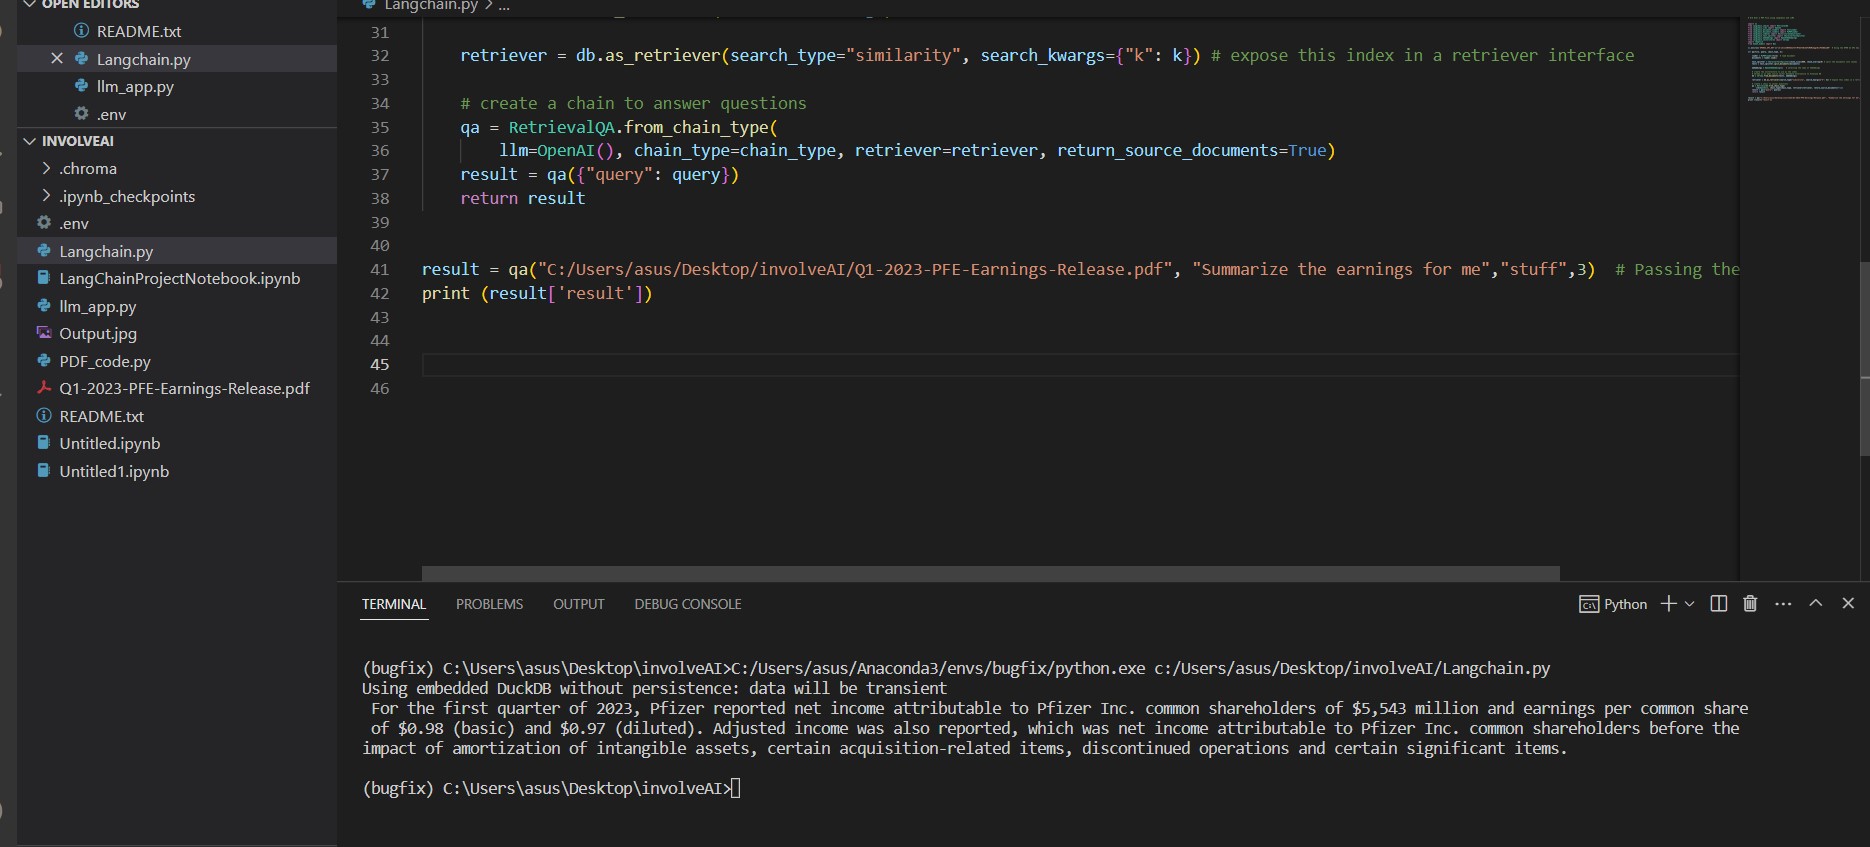 OPEN EDITORS
README.txt
Langchain.py
llm_app.py
.env
INVOLVEAI
.chroma
.ipynb_checkpoints
.env
Langchain.py
LangChainProjectNotebook.ipynb
llm_app.py
Output.jpg
PDF_code.py
Q1-2023-PFE-Earnings-Release.pdf
README.txt
Untitled.ipynb
Untitled1.ipynb
Langchain.py > ...
31
32 retriever = db.as_retriever(search_type="similarity", search_kwargs={"k": k}) # expose this index in a retriever interface
33
34 # create a chain to answer questions
35 qa = RetrievalQA.from_chain_type(
36 llm=OpenAI(), chain_type=chain_type, retriever=retriever, return_source_documents=True)
37 result = qa({"query": query})
38 return result
39
40
41 result = qa("C:/Users/asus/Desktop/involveAI/Q1-2023-PFE-Earnings-Release.pdf", "Summarize the earnings for me","stuff",3) # Passing the
42 print (result['result'])
43
44
45
46
TERMINAL PROBLEMS OUTPUT DEBUG CONSOLE Python
(bugfix) C:\Users\asus\Desktop\involveAI>C:/Users/asus/Anaconda3/envs/bugfix/python.exe c:/Users/asus/Desktop/involveAI/Langchain.py
Using embedded DuckDB without persistence: data will be transient
For the first quarter of 2023, Pfizer reported net income attributable to Pfizer Inc. common shareholders of $5,543 million and earnings per common share
of $0.98 (basic) and $0.97 (diluted). Adjusted income was also reported, which was net income attributable to Pfizer Inc. common shareholders before the
impact of amortization of intangible assets, certain acquisition-related items, discontinued operations and certain significant items.
(bugfix) C:\Users\asus\Desktop\involveAI>